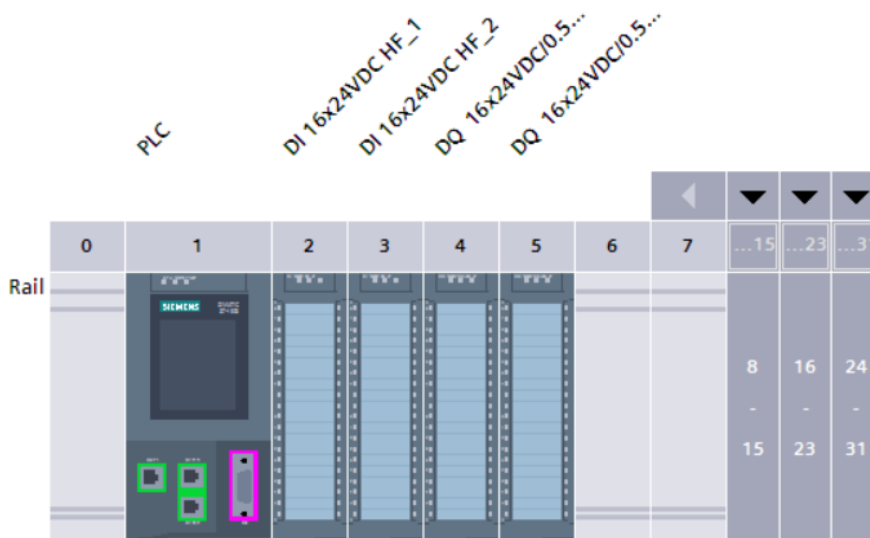 PLC
DI 16x24VDC HF_1
DI 16x24VDC HF_2
DQ 16x24VDC/0.5...
DQ 16x24VDC/0.5...
0 1 2 3 4 5 6 7 ...15 ...23 ...3
Rail
SIEMENS
8 16 24
- - -
15 23 31